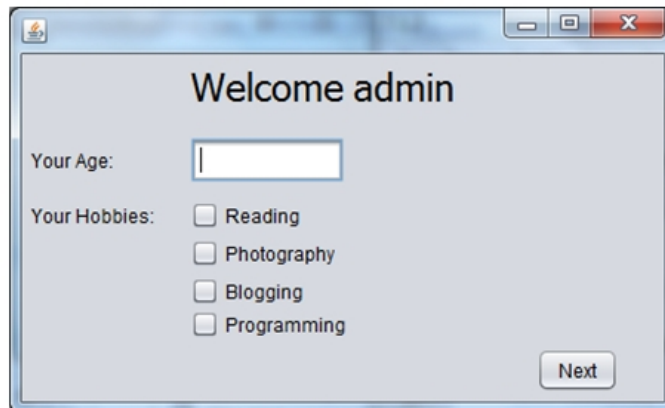 Welcome admin
Your Age:
Your Hobbies: Reading
Photography
Blogging
Programming
Next